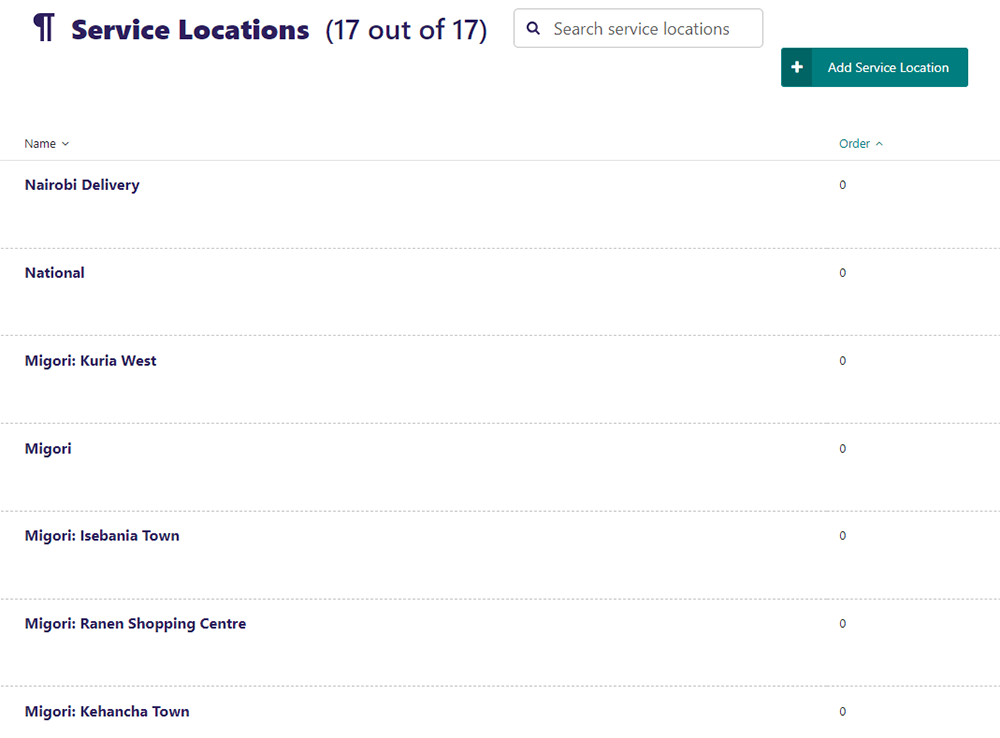 ¶ Service Locations (17 out of 17) Search service locations
+ Add Service Location
Name Order
Nairobi Delivery 0
National 0
Migori: Kuria West 0
Migori 0
Migori: Isebania Town 0
Migori: Ranen Shopping Centre 0
Migori: Kehancha Town 0